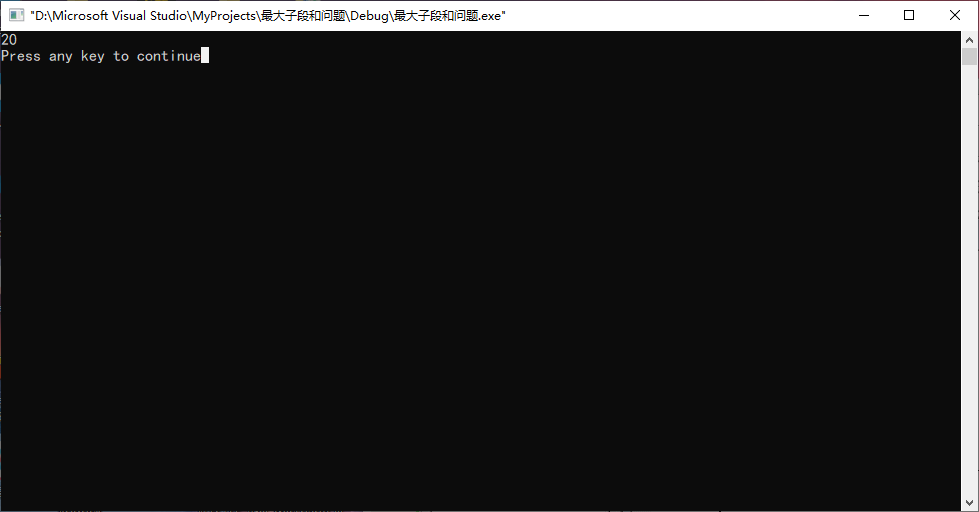 "D:\Microsoft Visual Studio\MyProjects\最大子段和问题\Debug\最大子段和问题.exe"
20
Press any key to continue